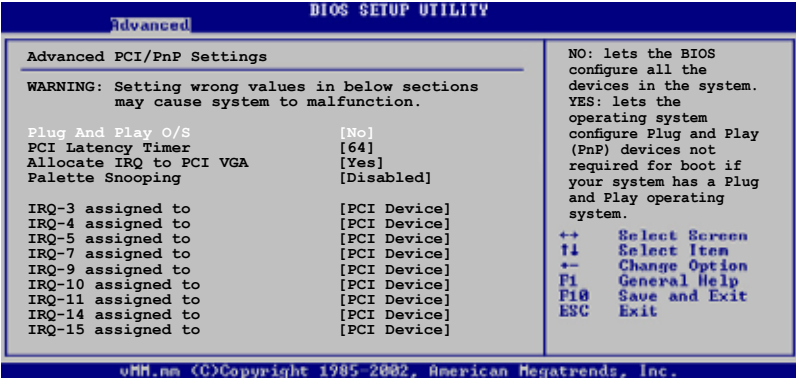 BIOS SETUP UTILITY
Advanced
Advanced PCI/PnP Settings
WARNING: Setting wrong values in below sections
may cause system to malfunction.
Plug And Play O/S [No]
PCI Latency Timer [64]
Allocate IRQ to PCI VGA [Yes]
Palette Snooping [Disabled]
IRQ-3 assigned to [PCI Device]
IRQ-4 assigned to [PCI Device]
IRQ-5 assigned to [PCI Device]
IRQ-7 assigned to [PCI Device]
IRQ-9 assigned to [PCI Device]
IRQ-10 assigned to [PCI Device]
IRQ-11 assigned to [PCI Device]
IRQ-14 assigned to [PCI Device]
IRQ-15 assigned to [PCI Device]
NO: lets the BIOS
configure all the
devices in the system.
YES: lets the
operating system
configure Plug and Play
(PnP) devices not
required for boot if
your system has a Plug
and Play operating
system.
←→ Select Screen
↑↓ Select Item
+- Change Option
F1 General Help
F10 Save and Exit
ESC Exit
vMM.mm (C)Copyright 1985-2002, American Megatrends, Inc.